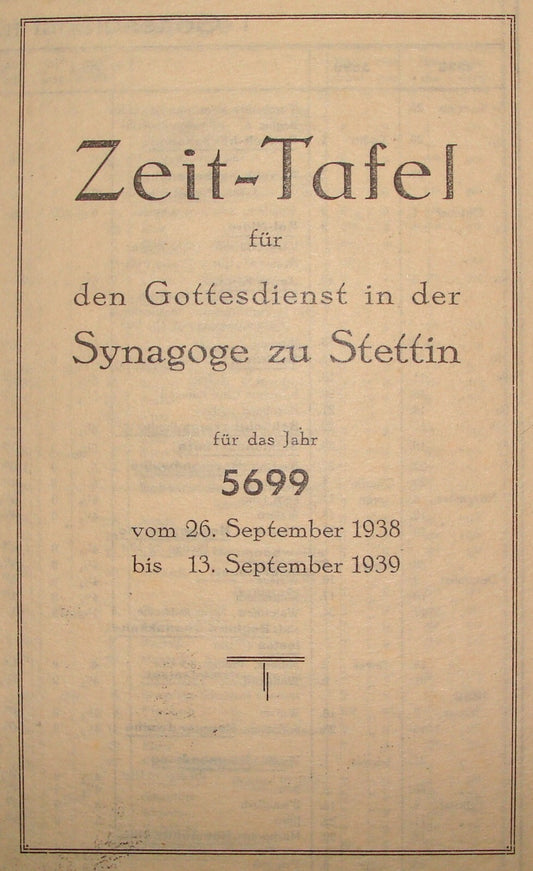 Zeit-Tafel
für
den Gottesdienst in der
Synagoge zu Stettin
für das Jahr
5699
vom 26. September 1938
bis 13. September 1939